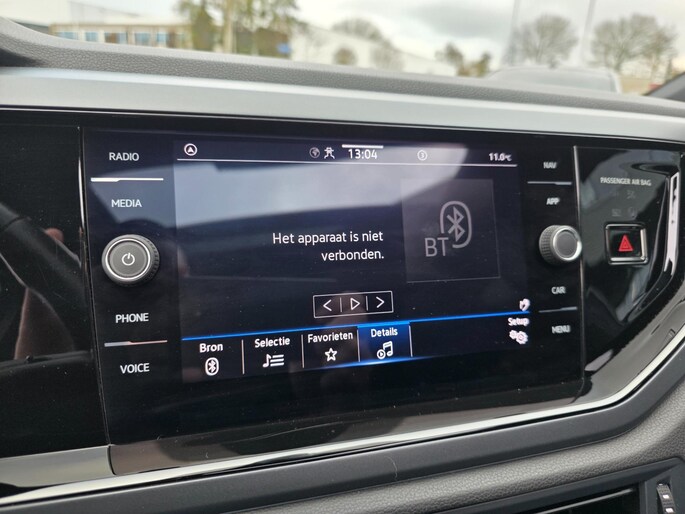 RADIO
MEDIA
PHONE
VOICE
13:04
11.0°C
Het apparaat is niet
verbonden.
BT
Bron
Selectie
Favorieten
Details
Setup
NAV
APP
CAR
MENU
PASSENGER AIR BAG